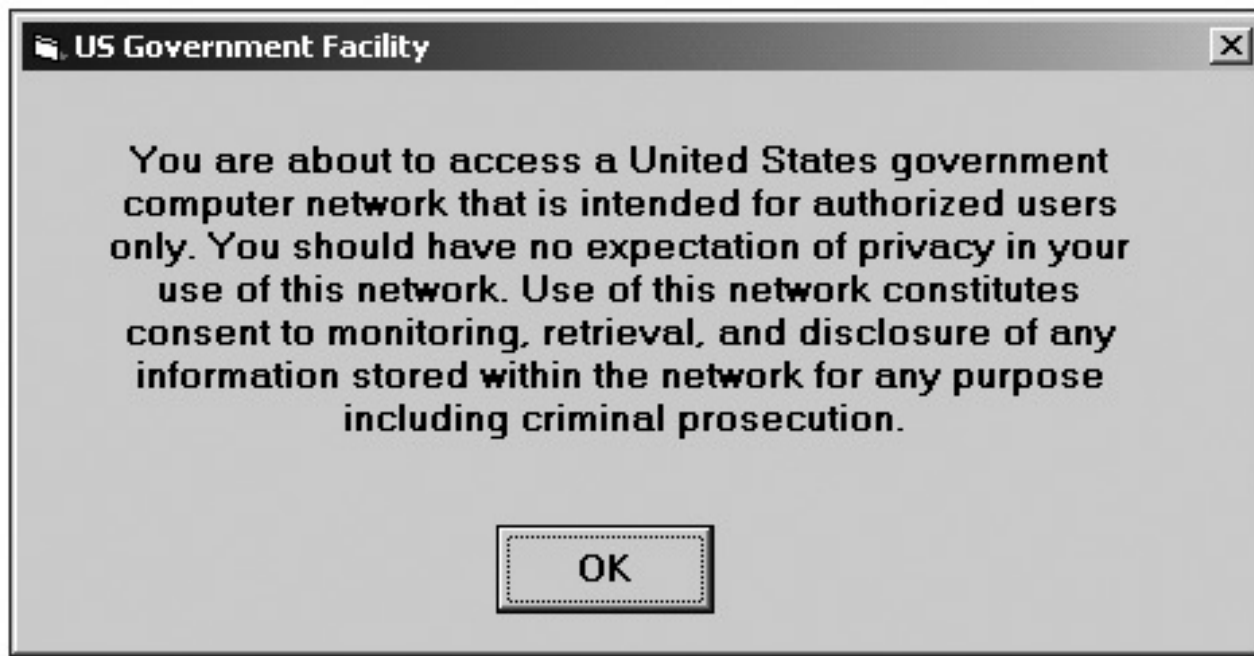 US Government Facility
You are about to access a United States government
computer network that is intended for authorized users
only. You should have no expectation of privacy in your
use of this network. Use of this network constitutes
consent to monitoring, retrieval, and disclosure of any
information stored within the network for any purpose
including criminal prosecution.
OK